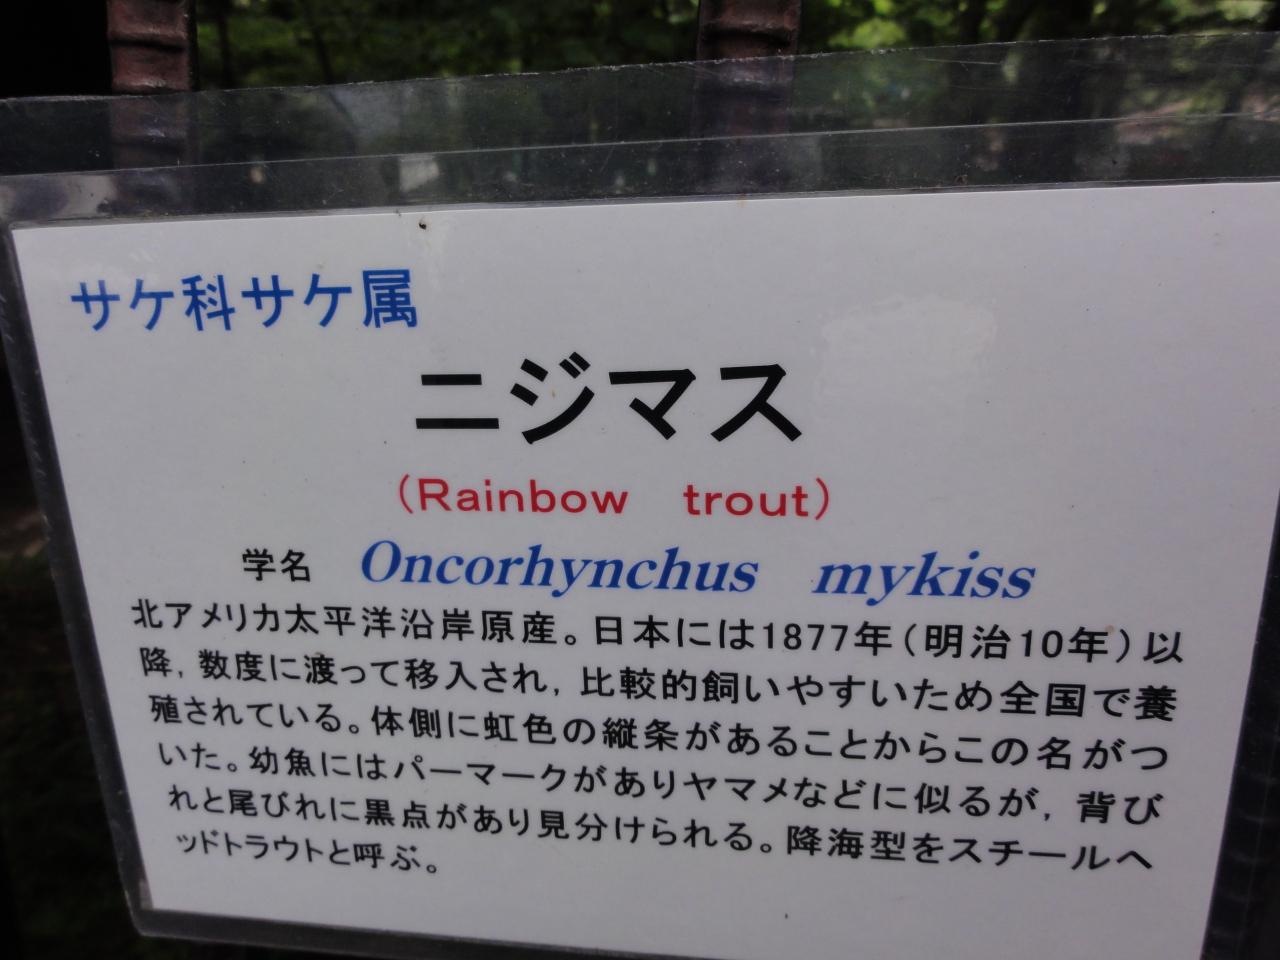 サケ科サケ属
ニジマス
（Rainbow　trout）
学名　Oncorhynchus　mykiss
北アメリカ太平洋沿岸原産。日本には1877年（明治10年）以
降，数度に渡って移入され，比較的飼いやすいため全国で養
殖されている。体側に虹色の縦条があることからこの名がつ
いた。幼魚にはパーマークがありヤマメなどに似るが，背び
れと尾びれに黒点があり見分けられる。降海型をスチールヘ
ッドトラウトと呼ぶ。